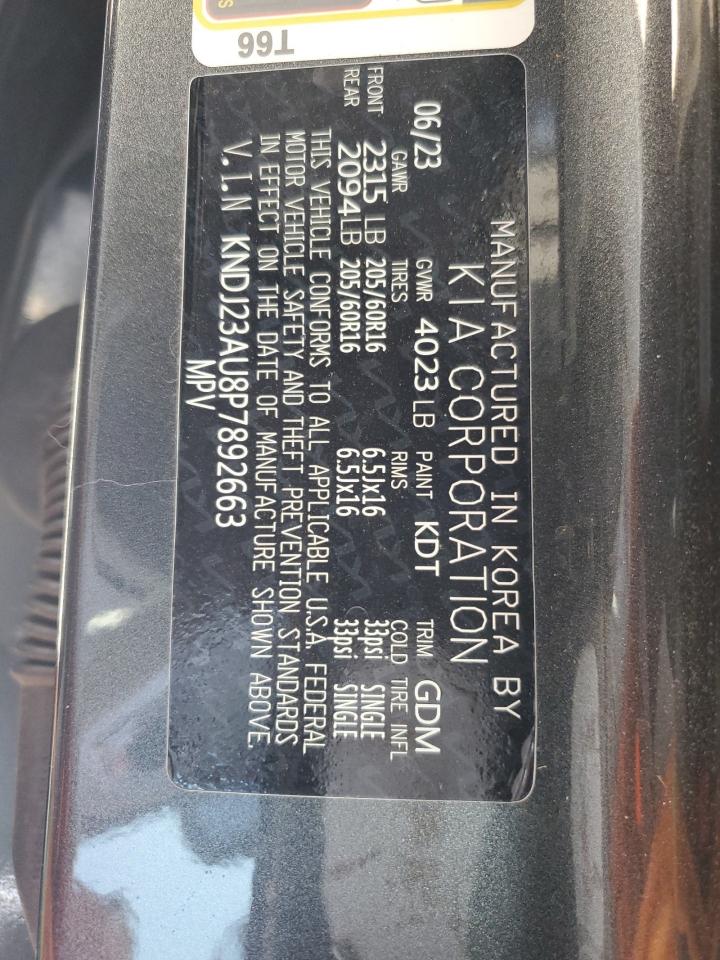 T66
MANUFACTURED IN KOREA BY
KIA CORPORATION
06/23 GVWR 4023 LB PAINT KDT TRIM GDM
GAWR TIRES RIMS COLD TIRE INFL
FRONT 2315 LB 205/60R16 6.5Jx16 33psi SINGLE
REAR 2094 LB 205/60R16 6.5Jx16 33psi SINGLE
THIS VEHICLE CONFORMS TO ALL APPLICABLE U.S.A. FEDERAL
MOTOR VEHICLE SAFETY AND THEFT PREVENTION STANDARDS
IN EFFECT ON THE DATE OF MANUFACTURE SHOWN ABOVE.
V.I.N KNDJ23AU8P7892663
MPV